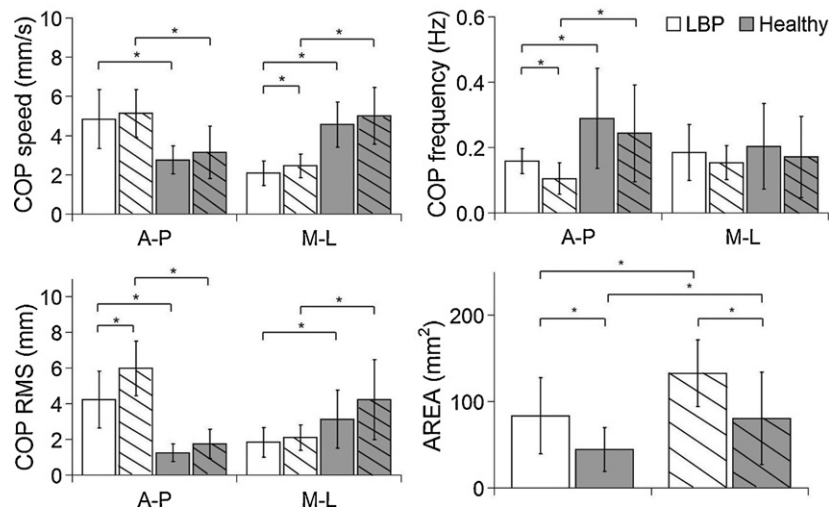 COP speed (mm/s)
10
8
6
4
2
0
* * * * *
A-P M-L
COP frequency (Hz)
0.6
0.4
0.2
0.0
LBP Healthy
* * *
A-P M-L
COP RMS (mm)
10
8
6
4
2
0
* * * * *
A-P M-L
AREA (mm²)
200
100
0
* * * *